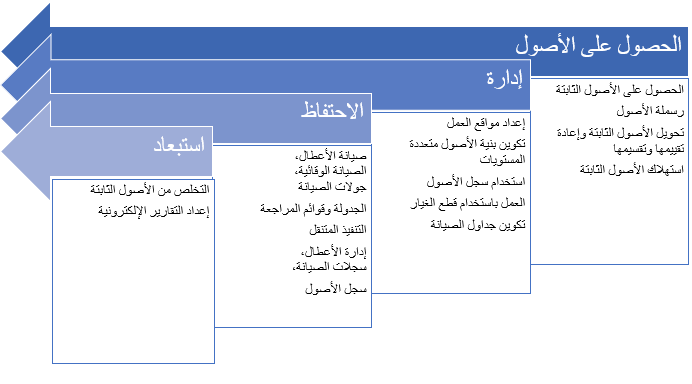 الحصول على الأصول
الحصول على الأصول الثابتة
رسملة الأصول
تحويل الأصول الثابتة وإعادة
تقييمها وتقسيمها
استهلاك الأصول الثابتة
إدارة
إعداد مواقع العمل
تكوين بنية الأصول متعددة
المستويات
استخدام سجل الأصول
العمل باستخدام قطع الغيار
تكوين جداول الصيانة
الاحتفاظ
صيانة الأعطال،
الصيانة الوقائية،
جولات الصيانة
الجدولة وقوائم المراجعة
التنفيذ المتنقل
إدارة الأعطال،
سجلات الصيانة،
سجل الأصول
استبعاد
التخلص من الأصول الثابتة
إعداد التقارير الإلكترونية